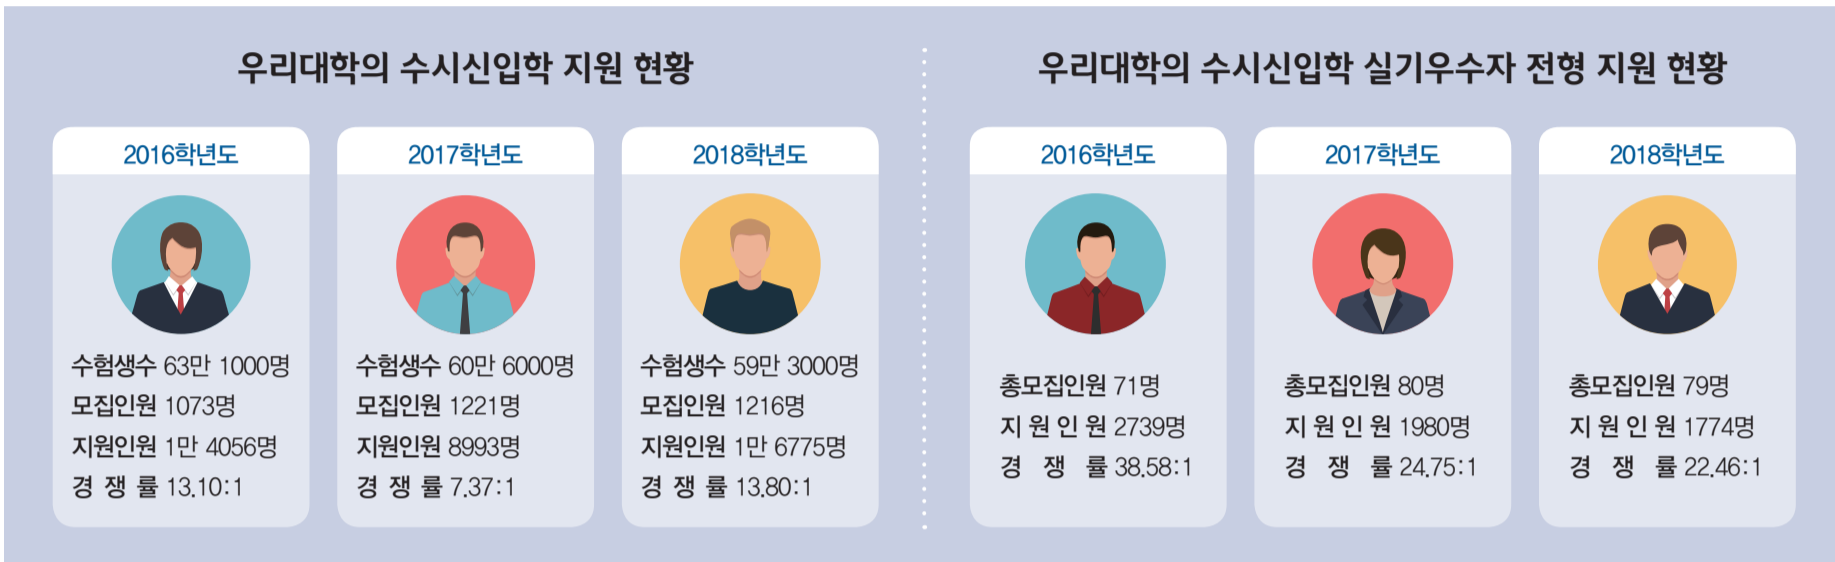 우리대학의 수시신입학 지원 현황
2016학년도
수험생수 63만 1000명
모집인원 1073명
지원인원 1만 4056명
경 쟁 률 13.10:1
2017학년도
수험생수 60만 6000명
모집인원 1221명
지원인원 8993명
경 쟁 률 7.37:1
2018학년도
수험생수 59만 3000명
모집인원 1216명
지원인원 1만 6775명
경 쟁 률 13.80:1
우리대학의 수시신입학 실기우수자 전형 지원 현황
2016학년도
총모집인원 71명
지 원 인 원 2739명
경 쟁 률 38.58:1
2017학년도
총모집인원 80명
지 원 인 원 1980명
경 쟁 률 24.75:1
2018학년도
총모집인원 79명
지 원 인 원 1774명
경 쟁 률 22.46:1